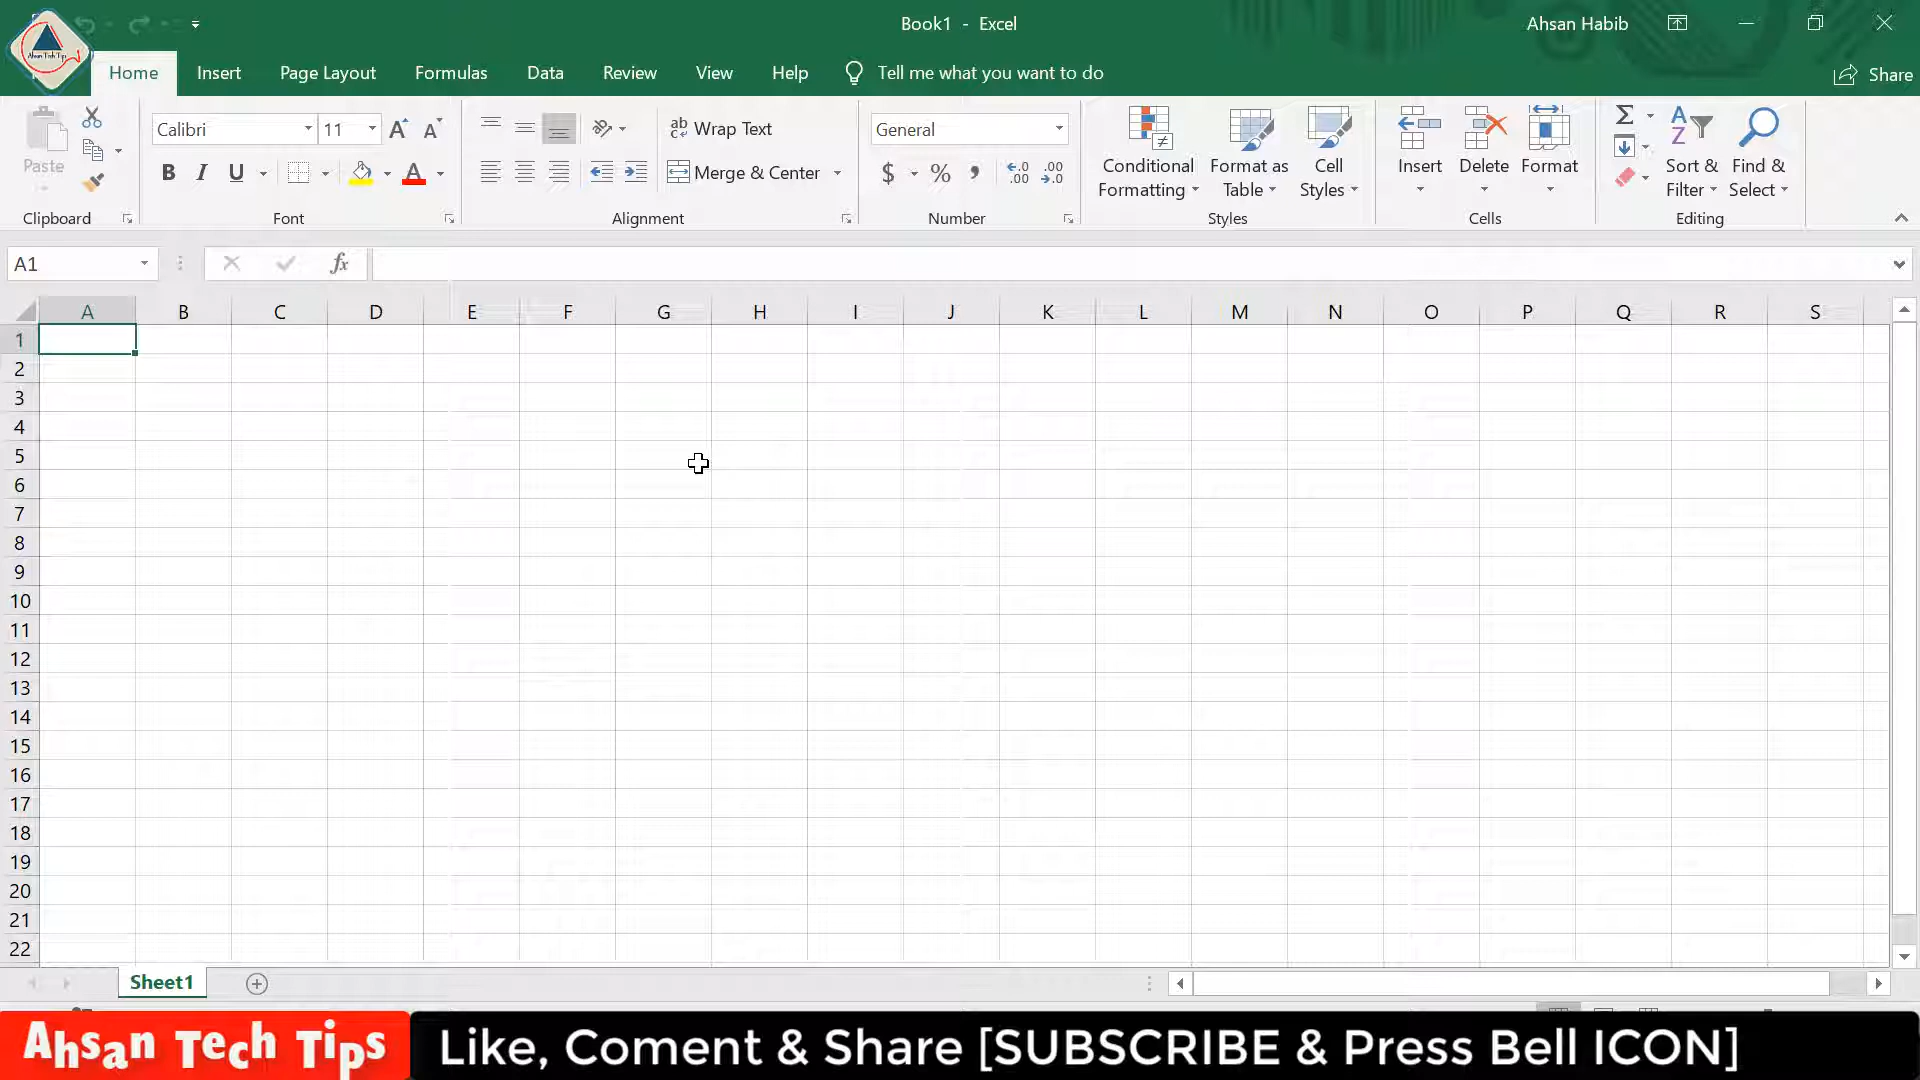 Book1 - Excel
Ahsan Habib
Ahsan Tech Tips
Home Insert Page Layout Formulas Data Review View Help Tell me what you want to do
Share
Paste
Clipboard
Calibri 11
B I U
Font
Wrap Text
Merge & Center
Alignment
General
$ % ,
Number
Conditional Formatting
Format as Table
Cell Styles
Styles
Insert
Delete
Format
Cells
Sort & Filter
Find & Select
Editing
A1
fx
A B C D E F G H I J K L M N O P Q R S
1
2
3
4
5
6
7
8
9
10
11
12
13
14
15
16
17
18
19
20
21
22
Sheet1
Ahsan Tech Tips
Like, Coment & Share [SUBSCRIBE & Press Bell ICON]